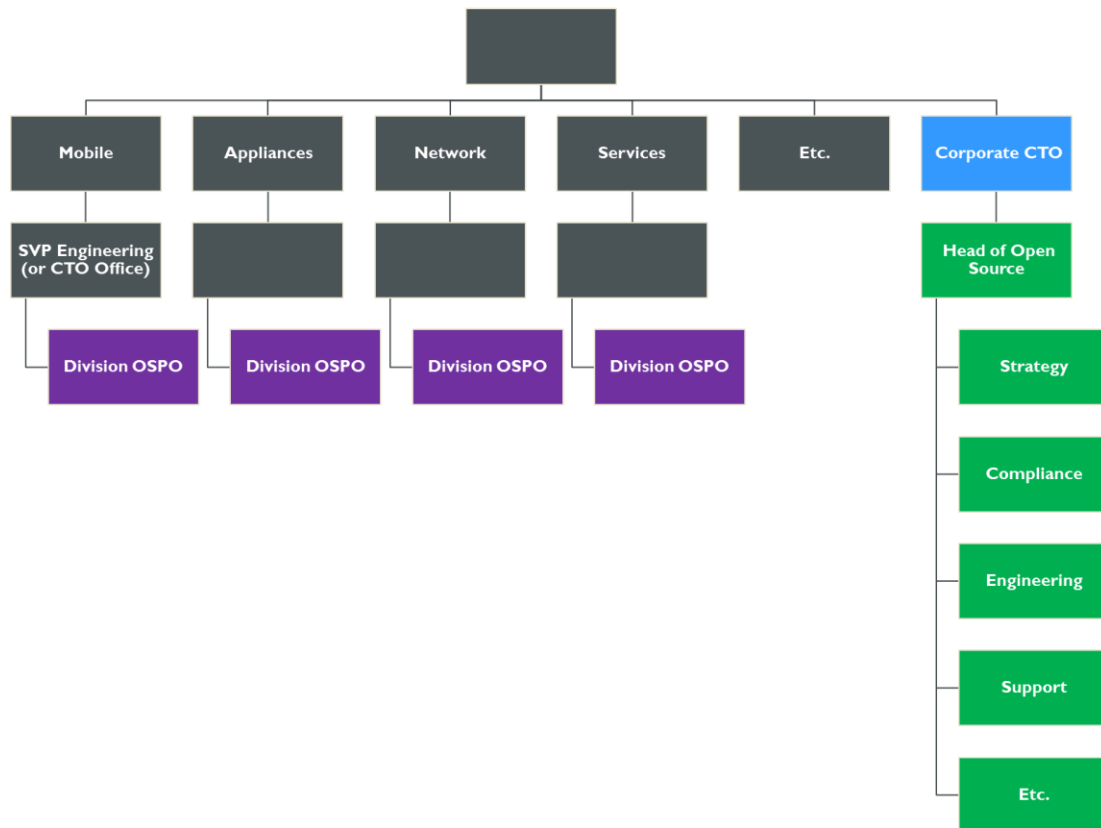 Mobile
Appliances
Network
Services
Etc.
Corporate CTO
SVP Engineering
(or CTO Office)
Head of Open
Source
Division OSPO
Division OSPO
Division OSPO
Division OSPO
Strategy
Compliance
Engineering
Support
Etc.